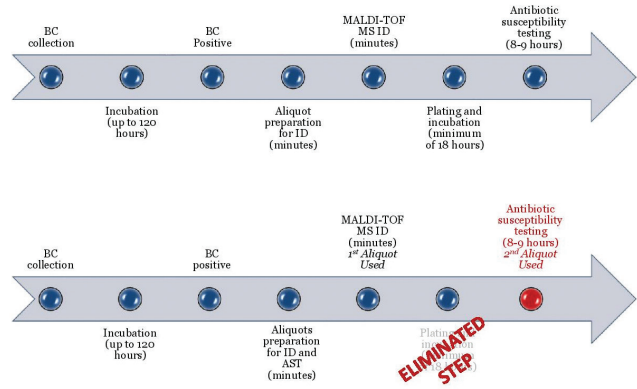 BC
collection
BC
Positive
MALDI-TOF
MS ID
(minutes)
Antibiotic
susceptibility
testing
(8-9 hours)
Incubation
(up to 120
hours)
Aliquot
preparation
for ID
(minutes)
Plating and
incubation
(minimum
of 18 hours)
BC
collection
BC
positive
MALDI-TOF
MS ID
(minutes)
1st Aliquot
Used
Antibiotic
susceptibility
testing
(8-9 hours)
2nd Aliquot
Used
Incubation
(up to 120
hours)
Aliquots
preparation
for ID and
AST
(minutes)
Plating
ELIMINATED
STEP